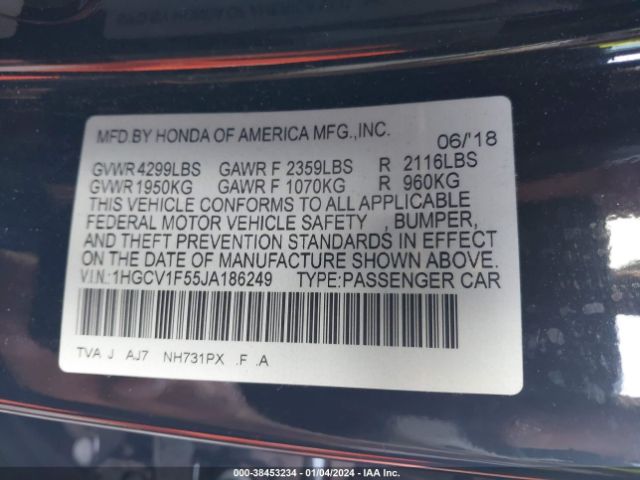 MFD.BY HONDA OF AMERICA MFG.,INC. 06/'18
GVWR 4299LBS GAWR F 2359LBS R 2116LBS
GVWR 1950KG GAWR F 1070KG R 960KG
THIS VEHICLE CONFORMS TO ALL APPLICABLE
FEDERAL MOTOR VEHICLE SAFETY , BUMPER,
AND THEFT PREVENTION STANDARDS IN EFFECT
ON THE DATE OF MANUFACTURE SHOWN ABOVE.
VIN:1HGCV1F55JA186249 TYPE:PASSENGER CAR
TVA J AJ7 NH731PX .F .A
000-38453234 - 01/04/2024 - IAA Inc.